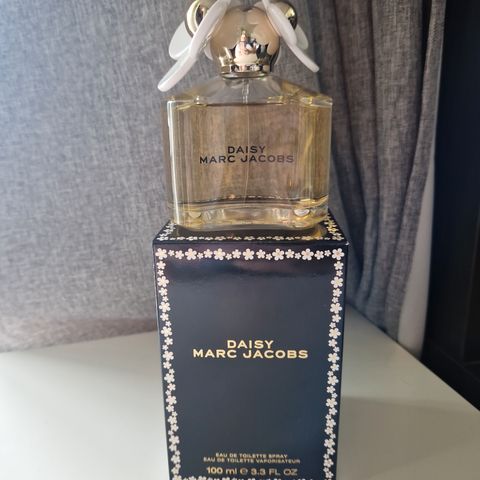 DAISY
MARC JACOBS
DAISY
MARC JACOBS
EAU DE TOILETTE SPRAY
EAU DE TOILETTE VAPORISATEUR
100 ml ℮ 3.3 FL OZ